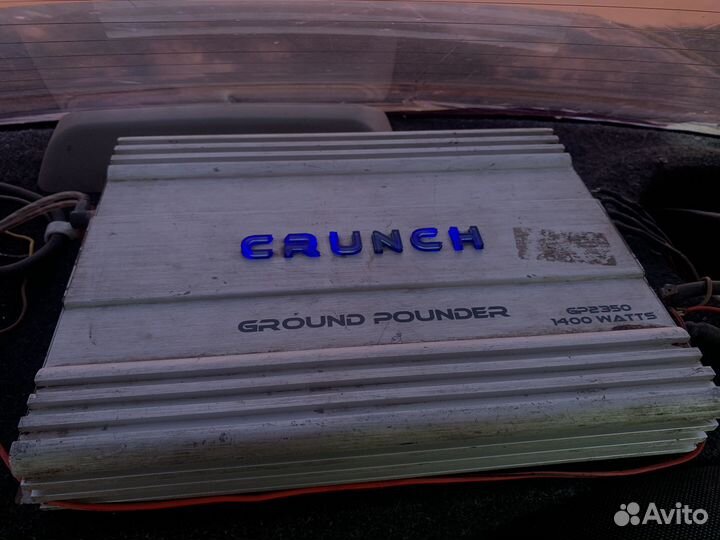 CRUNCH
GROUND POUNDER
GP2350
1400 WATTS
Avito